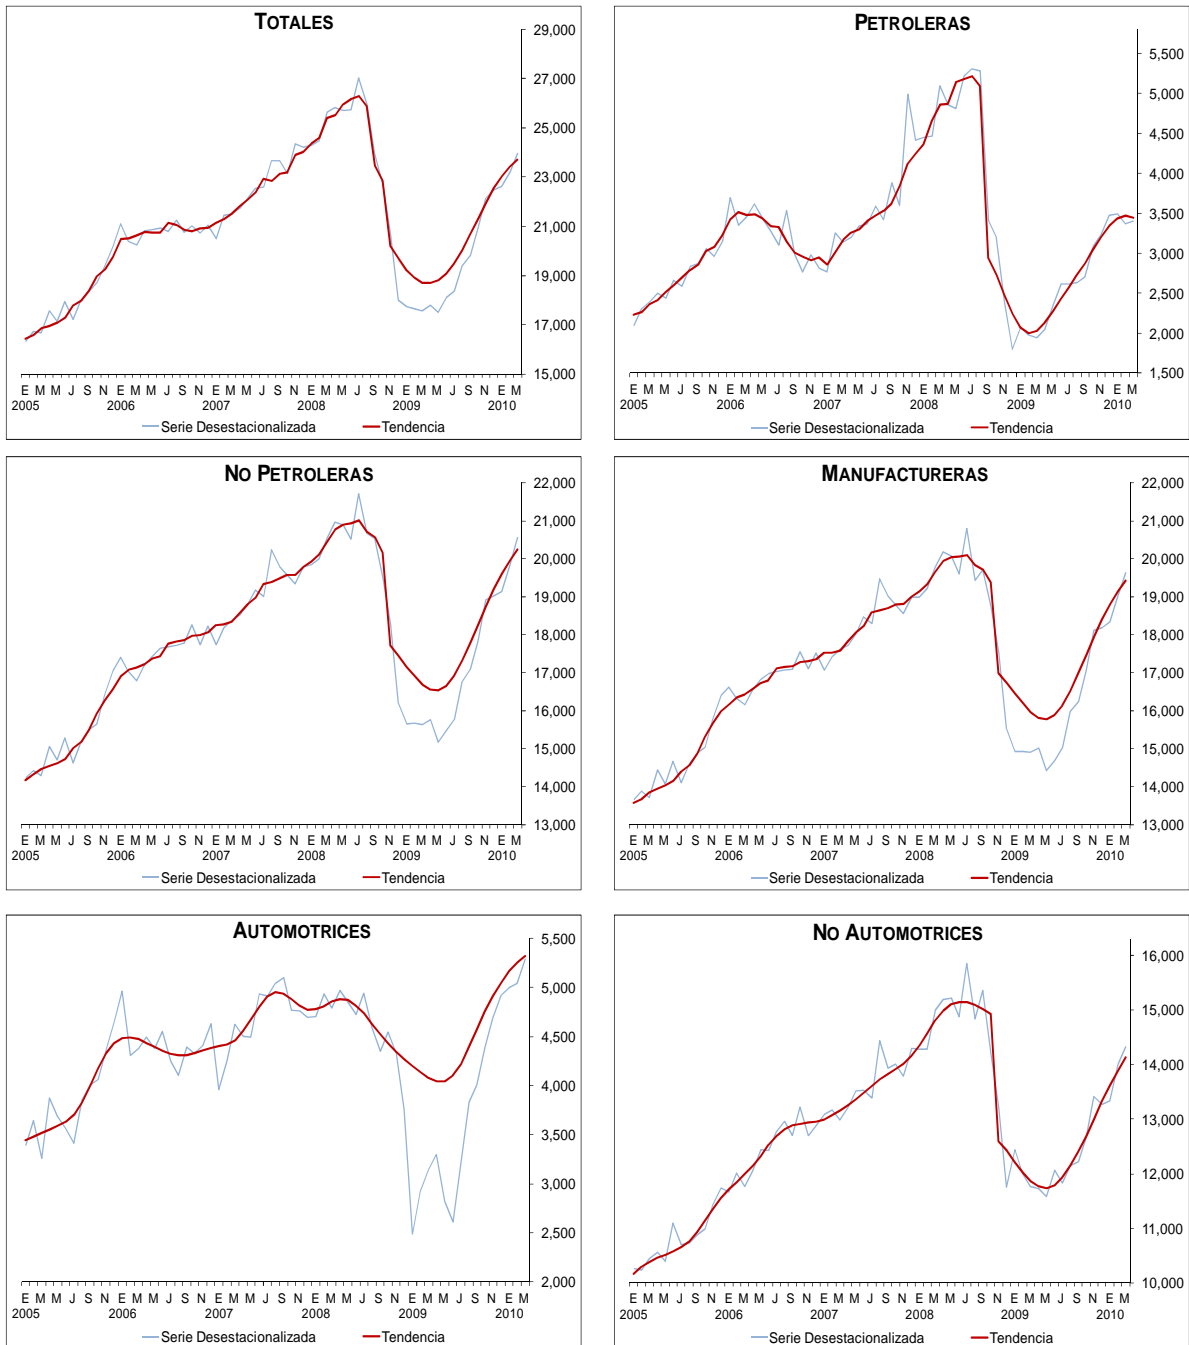 TOTALES
29,000
27,000
25,000
23,000
21,000
19,000
17,000
15,000
E M M J S N E M M J S N E M M J S N E M M J S N E M M J S N E M
2005 2006 2007 2008 2009 2010
Serie Desestacionalizada Tendencia
PETROLERAS
5,500
5,000
4,500
4,000
3,500
3,000
2,500
2,000
1,500
E M M J S N E M M J S N E M M J S N E M M J S N E M M J S N E M
2005 2006 2007 2008 2009 2010
Serie Desestacionalizada Tendencia
NO PETROLERAS
22,000
21,000
20,000
19,000
18,000
17,000
16,000
15,000
14,000
13,000
E M M J S N E M M J S N E M M J S N E M M J S N E M M J S N E M
2005 2006 2007 2008 2009 2010
Serie Desestacionalizada Tendencia
MANUFACTURERAS
22,000
21,000
20,000
19,000
18,000
17,000
16,000
15,000
14,000
13,000
E M M J S N E M M J S N E M M J S N E M M J S N E M M J S N E M
2005 2006 2007 2008 2009 2010
Serie Desestacionalizada Tendencia
AUTOMOTRICES
5,500
5,000
4,500
4,000
3,500
3,000
2,500
2,000
E M M J S N E M M J S N E M M J S N E M M J S N E M M J S N E M
2005 2006 2007 2008 2009 2010
Serie Desestacionalizada Tendencia
NO AUTOMOTRICES
16,000
15,000
14,000
13,000
12,000
11,000
10,000
E M M J S N E M M J S N E M M J S N E M M J S N E M M J S N E M
2005 2006 2007 2008 2009 2010
Serie Desestacionalizada Tendencia